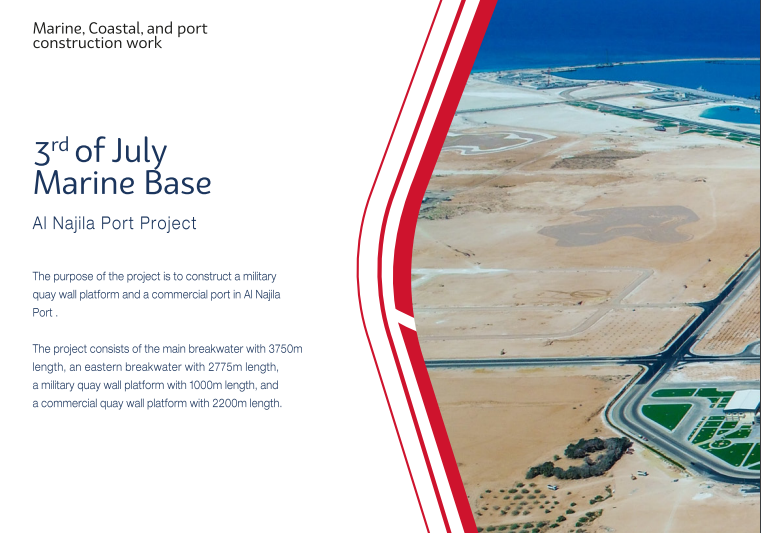 Marine, Coastal, and port
construction work
3rd of July
Marine Base
Al Najila Port Project
The purpose of the project is to construct a military
quay wall platform and a commercial port in Al Najila
Port .
The project consists of the main breakwater with 3750m
length, an eastern breakwater with 2775m length,
a military quay wall platform with 1000m length, and
a commercial quay wall platform with 2200m length.